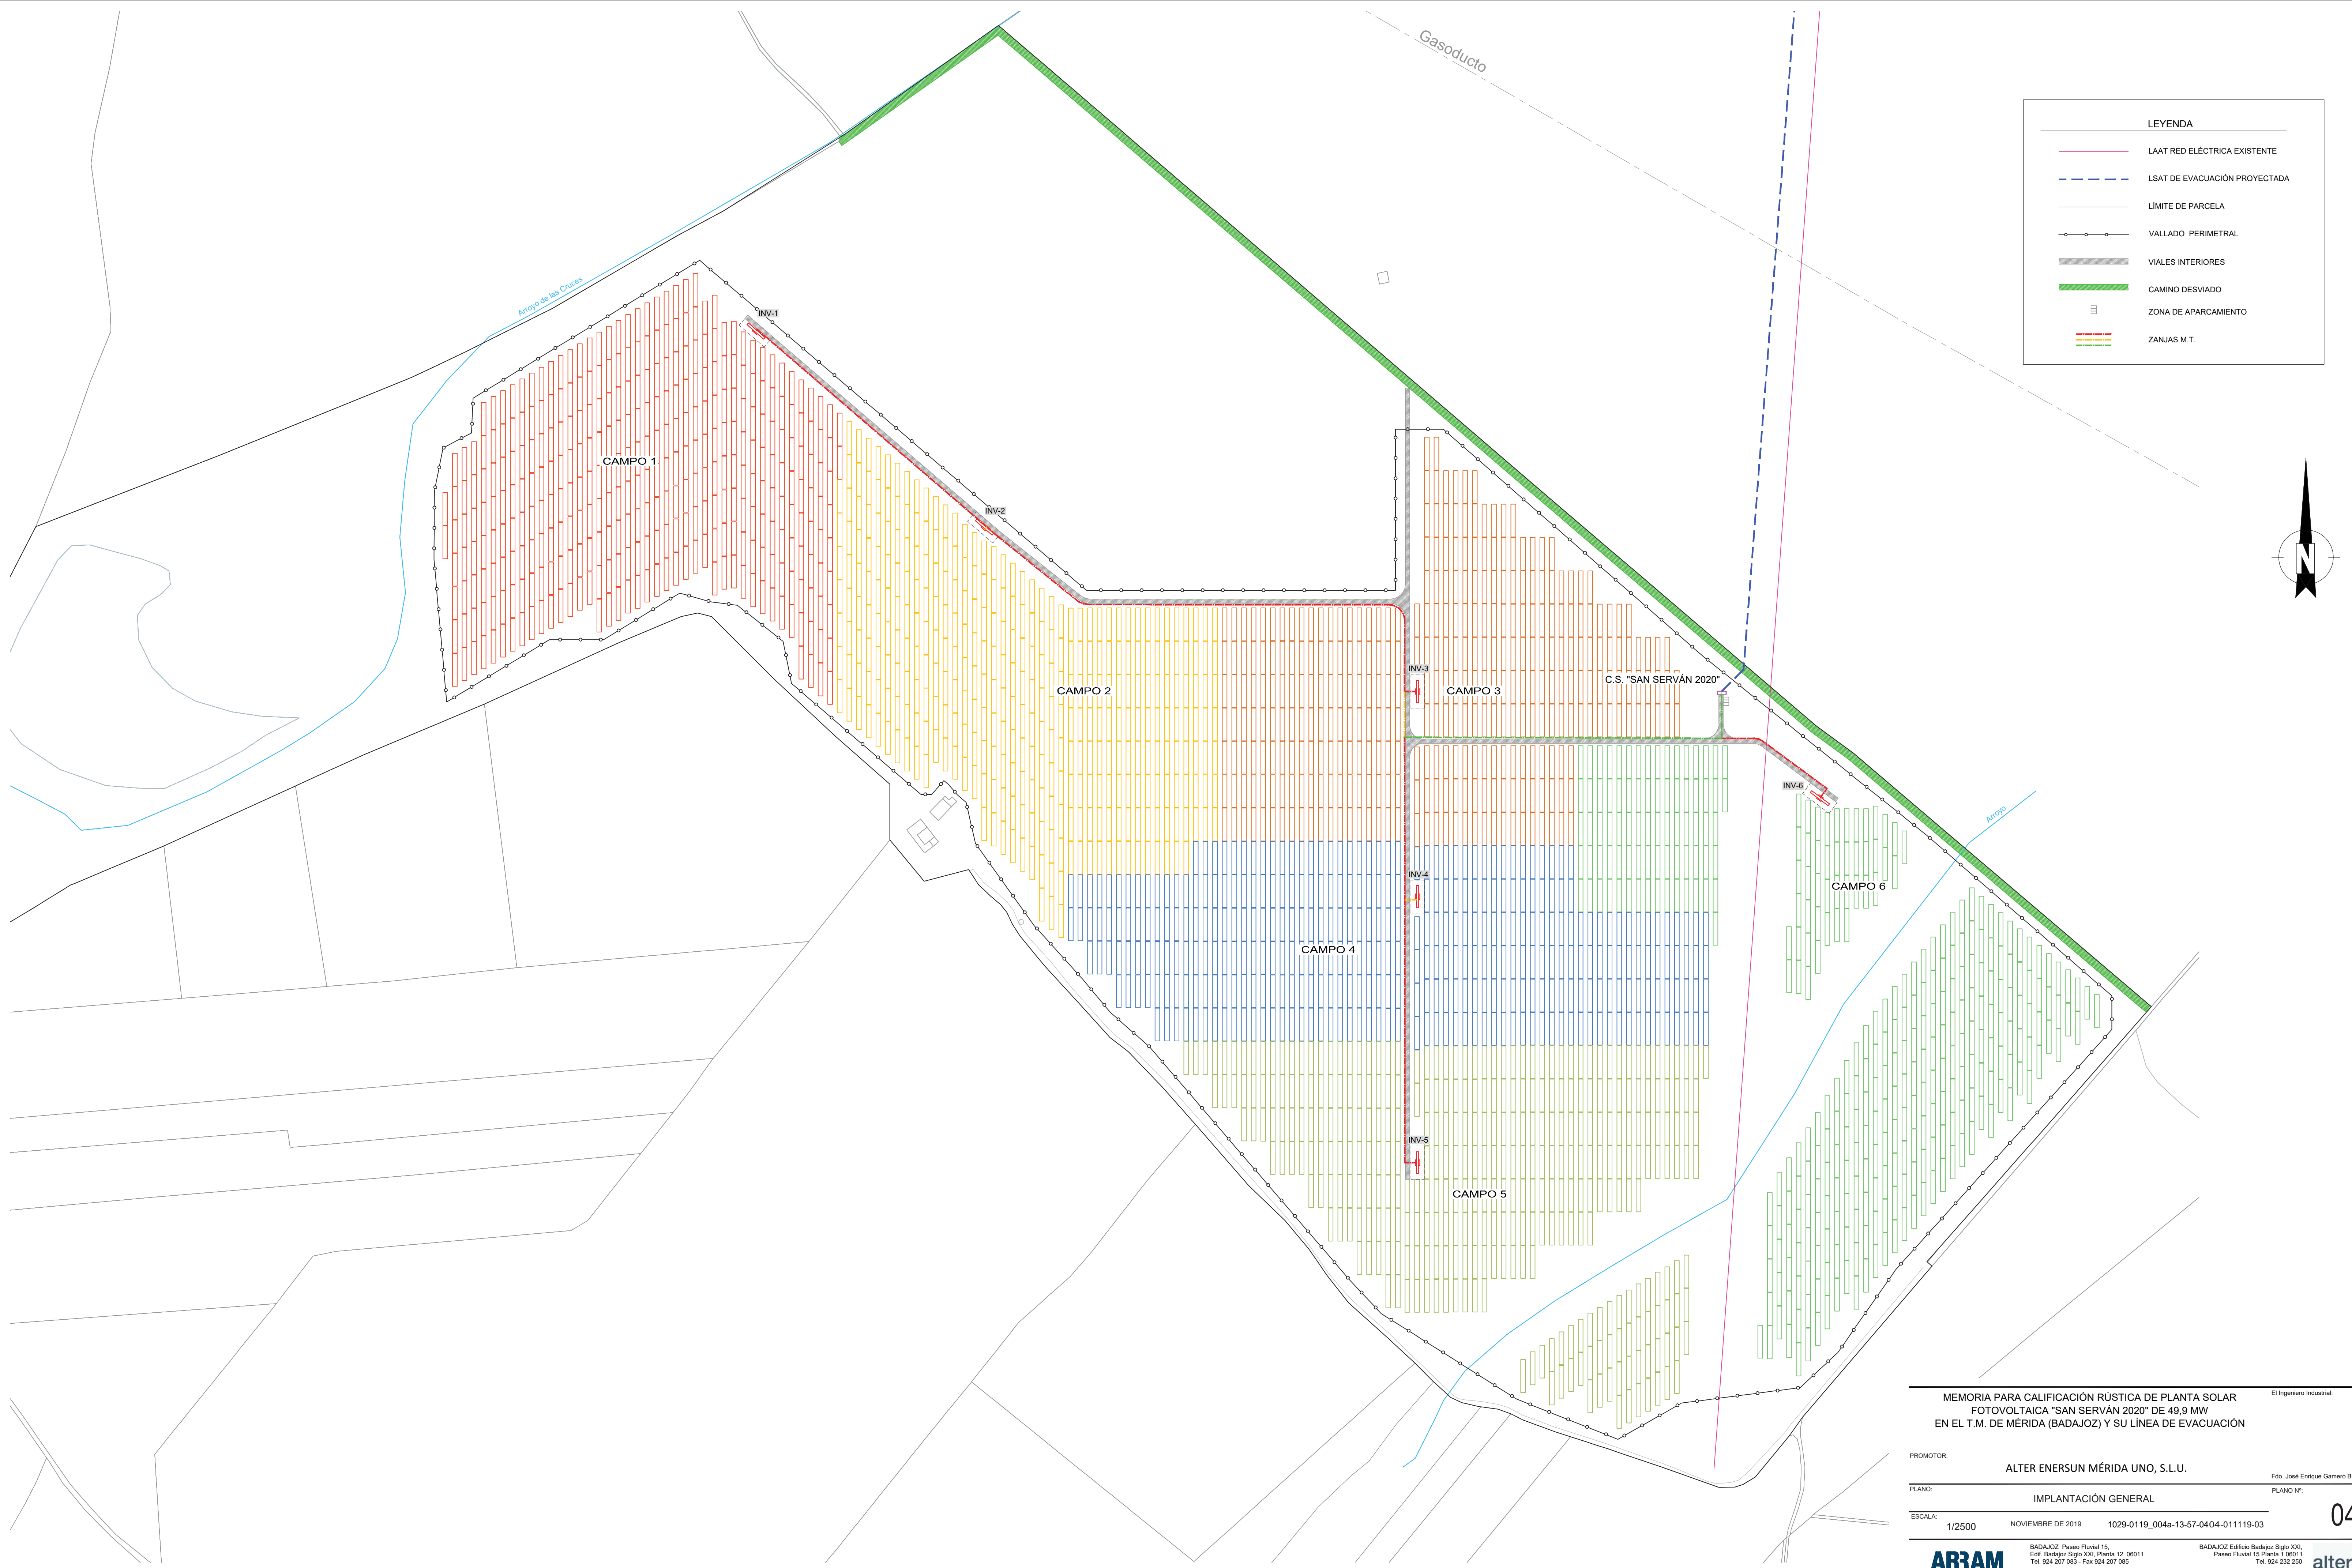 Gasoducto
LEYENDA
LAAT RED ELÉCTRICA EXISTENTE
LSAT DE EVACUACIÓN PROYECTADA
LÍMITE DE PARCELA
VALLADO PERIMETRAL
VIALES INTERIORES
CAMINO DESVIADO
ZONA DE APARCAMIENTO
ZANJAS M.T.
Arroyo de las Cruces
INV-1
CAMPO 1
INV-2
N
INV-3
C.S. "SAN SERVÁN 2020"
CAMPO 2
CAMPO 3
INV-6
Arroyo
INV-4
CAMPO 6
CAMPO 4
INV-5
CAMPO 5
MEMORIA PARA CALIFICACIÓN RÚSTICA DE PLANTA SOLAR
FOTOVOLTAICA "SAN SERVÁN 2020" DE 49,9 MW
EN EL T.M. DE MÉRIDA (BADAJOZ) Y SU LÍNEA DE EVACUACIÓN
El Ingeniero Industrial:
PROMOTOR:
ALTER ENERSUN MÉRIDA UNO, S.L.U.
Fdo. José Enrique Gamero B
PLANO:
IMPLANTACIÓN GENERAL
PLANO Nº:
04
ESCALA:
1/2500
NOVIEMBRE DE 2019
1029-0119_004a-13-57-0404-011119-03
ARRAM
BADAJOZ Paseo Fluvial 15,
Edif. Badajoz Siglo XXI, Planta 12. 06011
Tel. 924 207 083 - Fax 924 207 085
BADAJOZ Edificio Badajoz Siglo XXI,
Paseo Fluvial 15 Planta 1 06011
Tel. 924 232 250
alter